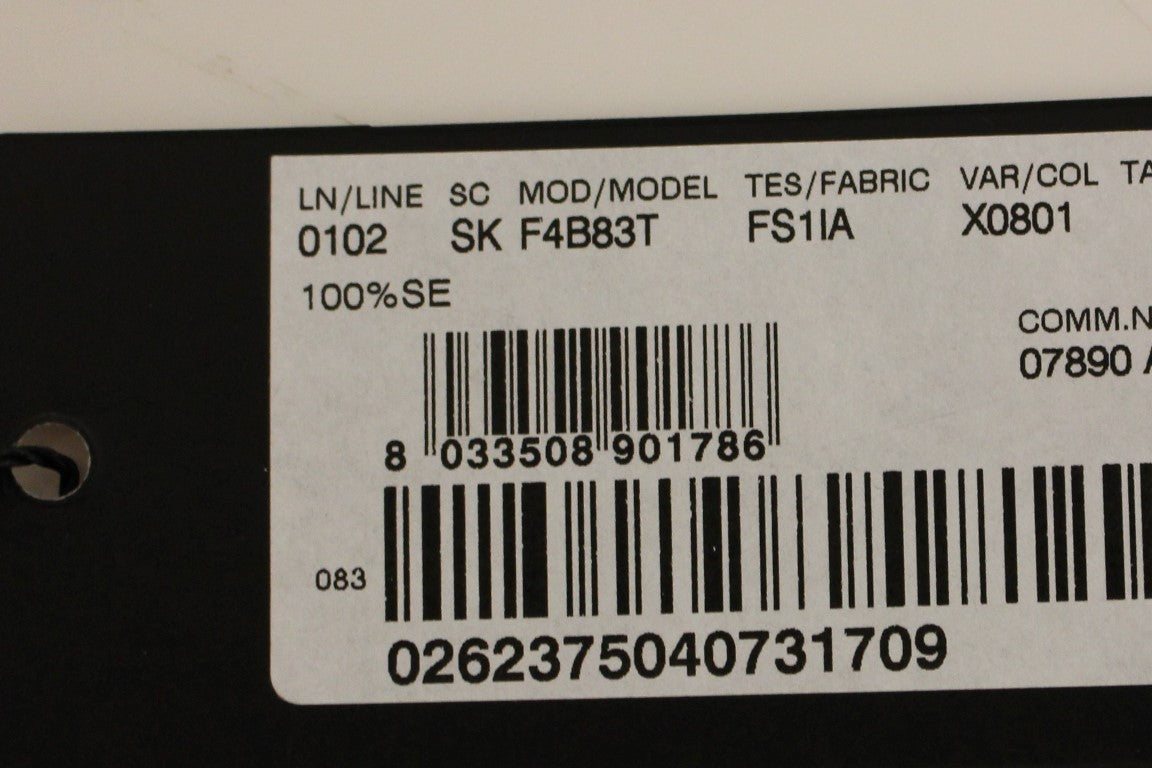 LN/LINE SC MOD/MODEL TES/FABRIC VAR/COL TA
0102 SK F4B83T FS1IA X0801
100%SE
COMM.N
07890
8 033508 901786
083
0262375040731709